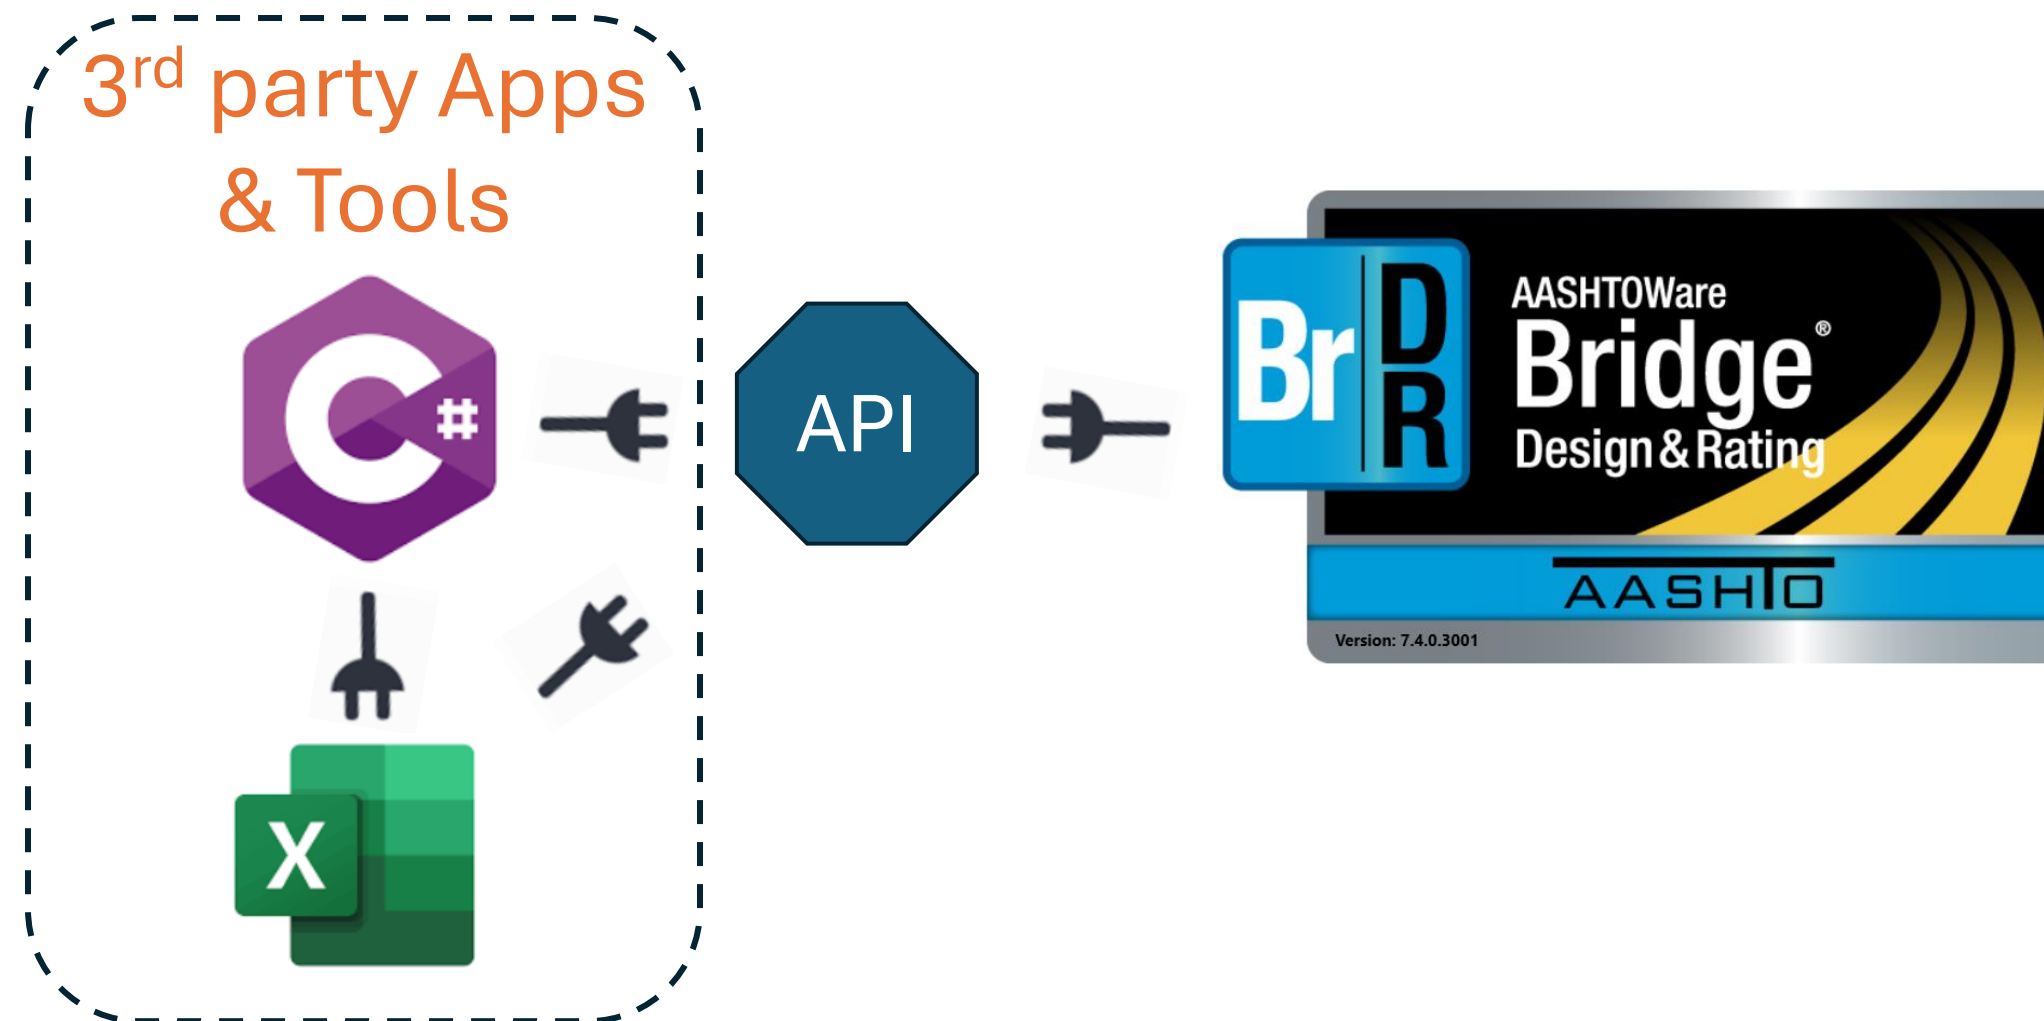 3rd party Apps
& Tools
C#
API
X
Br
D
R
AASHTOWare
Bridge®
Design & Rating
AASHTO
Version: 7.4.0.3001